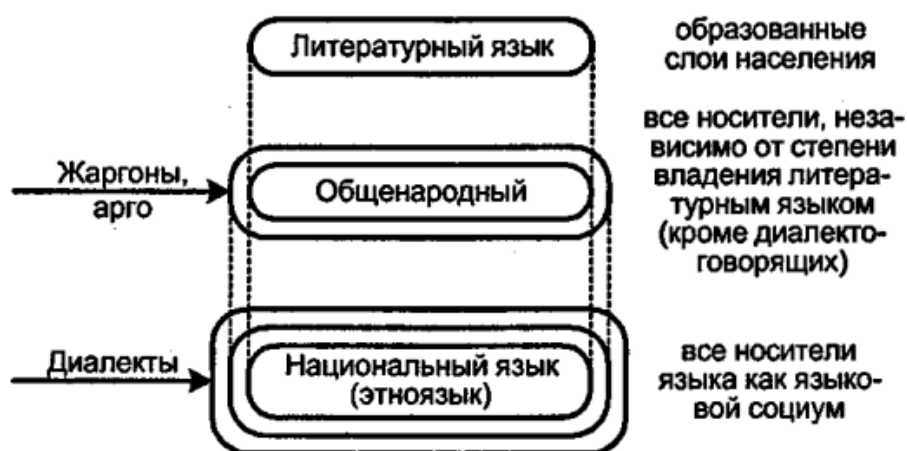 Литературный язык
образованные
слои населения
Жаргоны,
арго
Общенародный
все носители, неза-
висимо от степени
владения литера-
турным языком
(кроме диалекто-
говорящих)
Диалекты
Национальный язык
(этноязык)
все носители
языка как языко-
вой социум